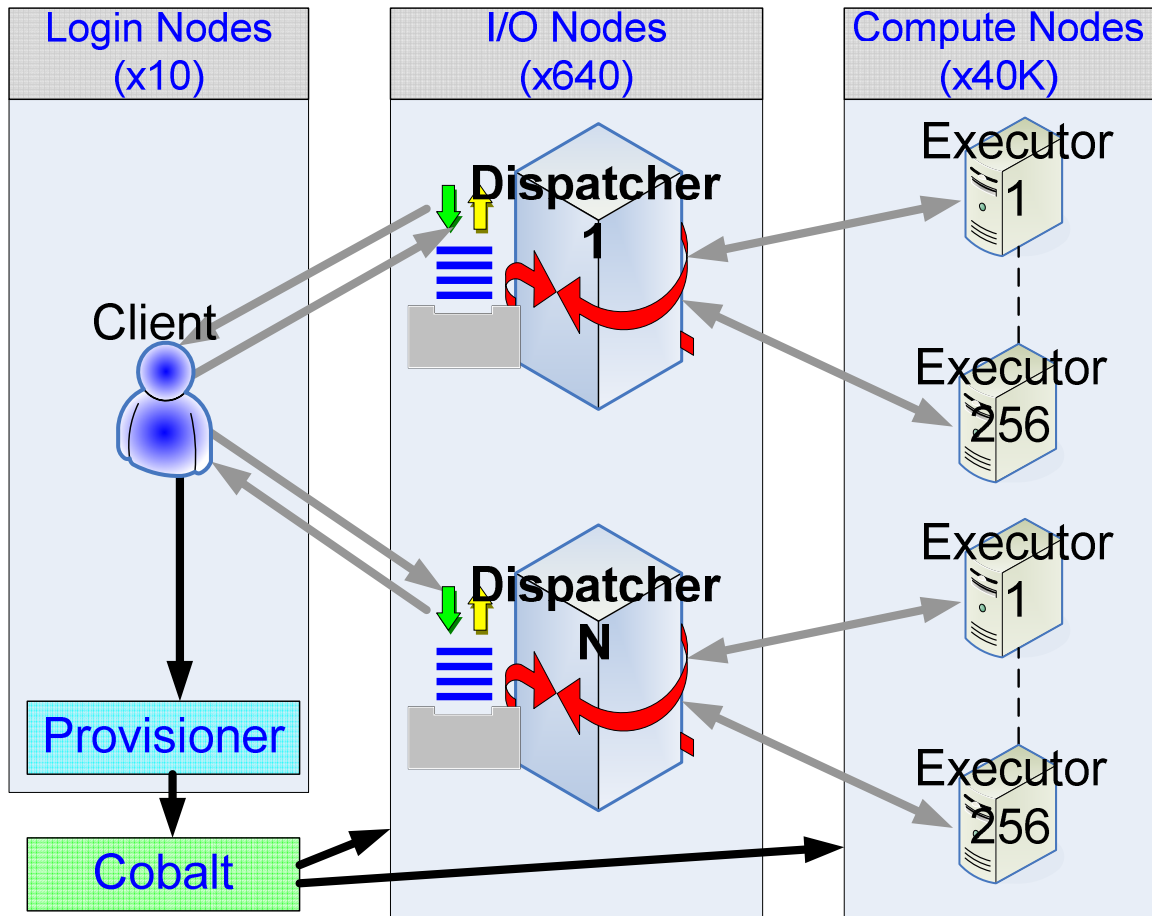 Login Nodes
(x10)
I/O Nodes
(x640)
Compute Nodes
(x40K)
Client
Provisioner
Cobalt
Dispatcher
1
Dispatcher
N
Executor
1
Executor
256
Executor
1
Executor
256